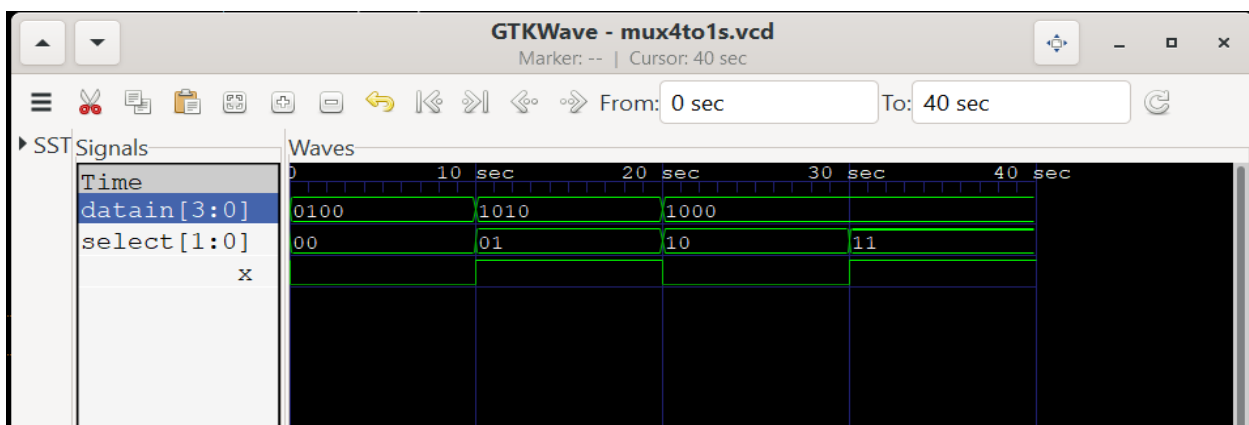 GTKWave - mux4to1s.vcd
Marker: -- | Cursor: 40 sec
From: 0 sec To: 40 sec
SST Signals Waves
Time 0 10 sec 20 sec 30 sec 40 sec
datain[3:0] 0100 1010 1000
select[1:0] 00 01 10 11
x